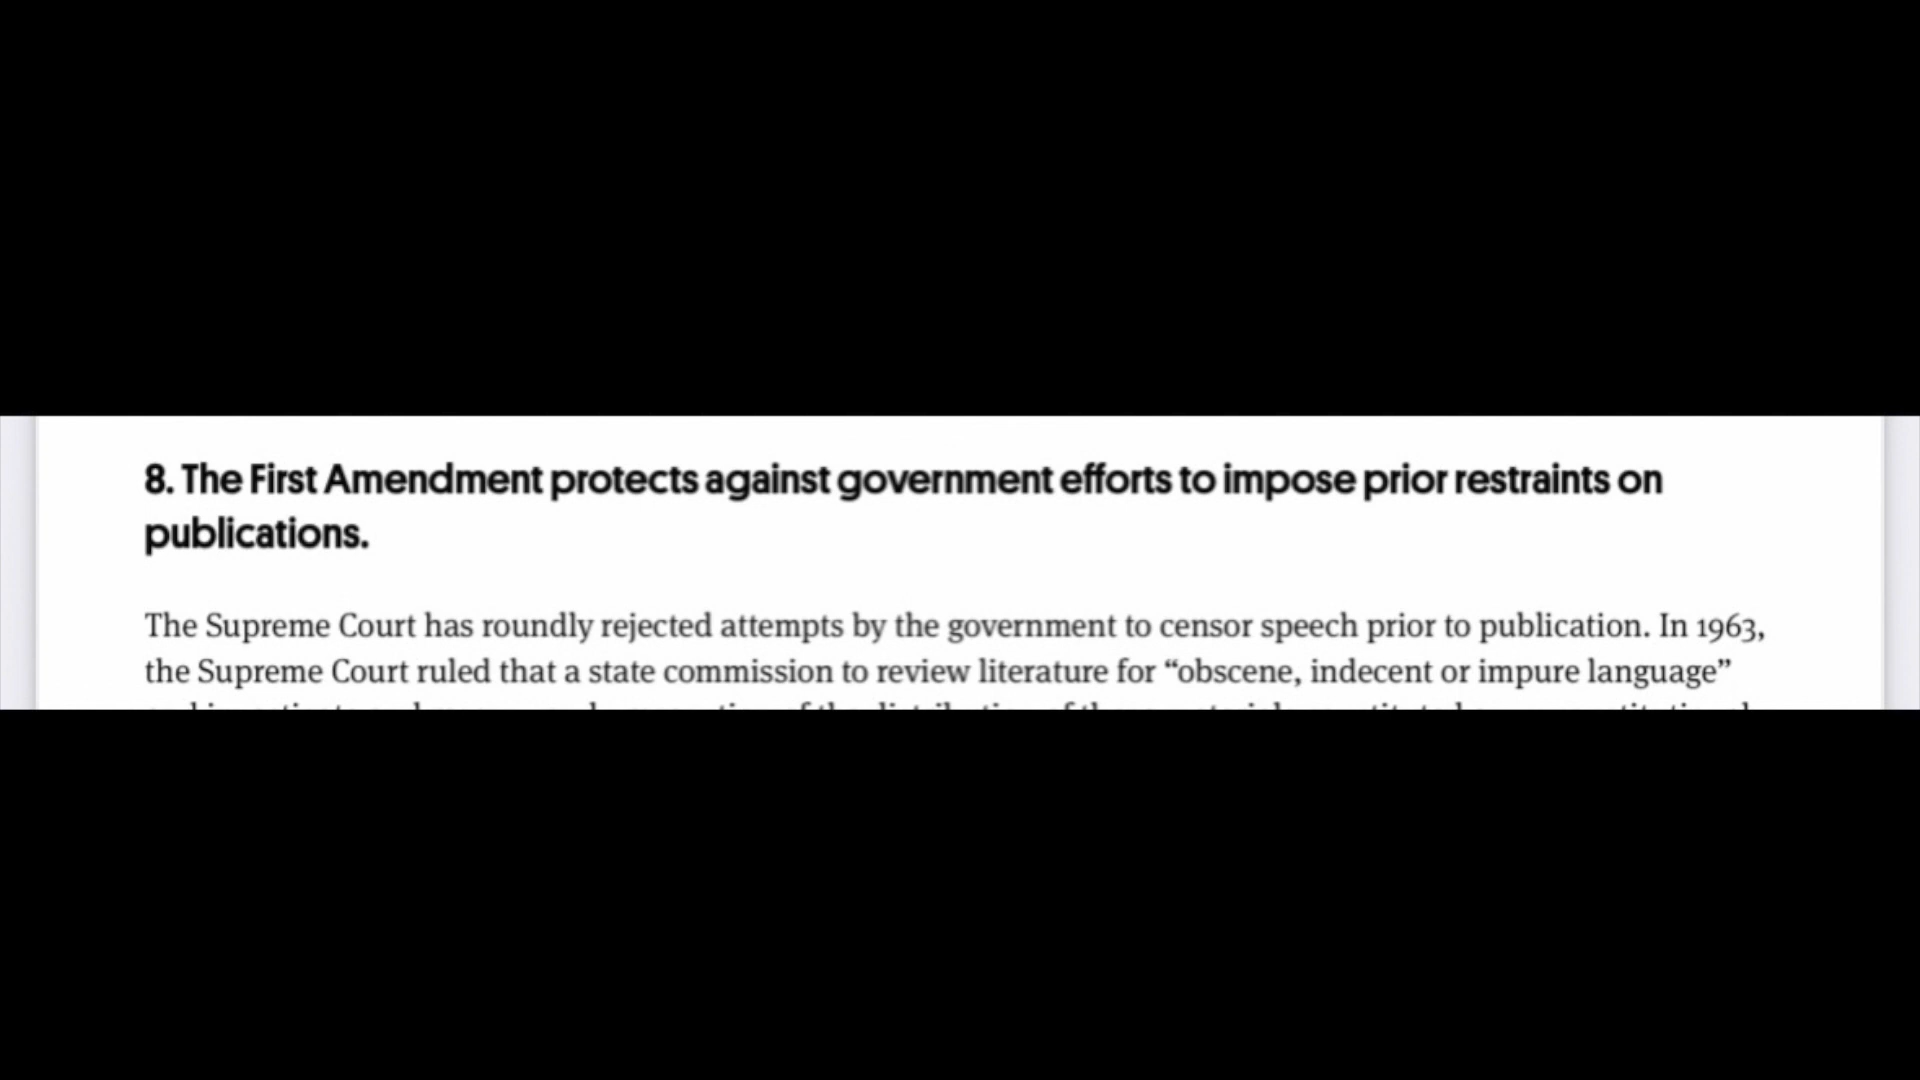 8. The First Amendment protects against government efforts to impose prior restraints on
publications.
The Supreme Court has roundly rejected attempts by the government to censor speech prior to publication. In 1963,
the Supreme Court ruled that a state commission to review literature for “obscene, indecent or impure language”